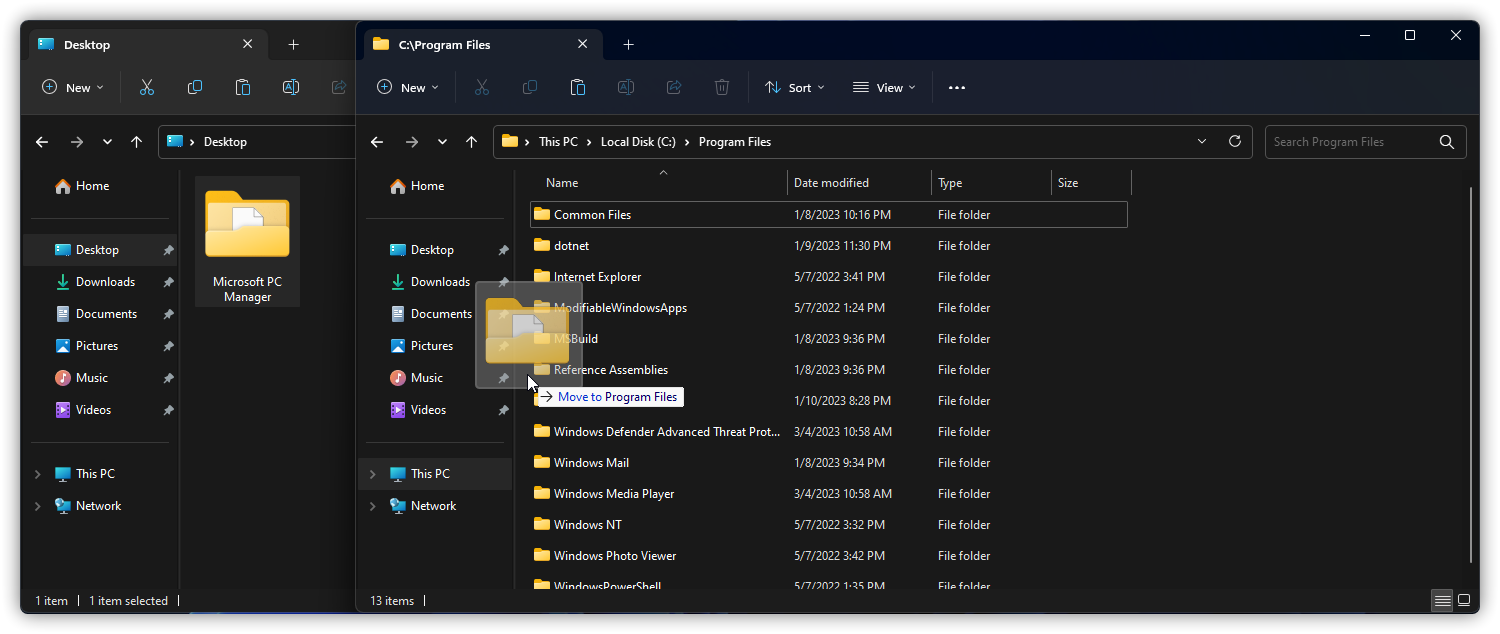 Desktop
New
Desktop
Home
Desktop
Downloads
Documents
Pictures
Music
Videos
This PC
Network
Microsoft PC
Manager
1 item
1 item selected
C:\Program Files
New
Sort
View
This PC
Local Disk (C:)
Program Files
Search Program Files
Home
Desktop
Downloads
Documents
Pictures
Music
Videos
This PC
Network
Name Date modified Type Size
Common Files 1/8/2023 10:16 PM File folder
dotnet 1/9/2023 11:30 PM File folder
Internet Explorer 5/7/2022 3:41 PM File folder
ModifiableWindowsApps 5/7/2022 1:24 PM File folder
MSBuild 1/8/2023 9:36 PM File folder
Reference Assemblies 1/8/2023 9:36 PM File folder
Move to Program Files
1/10/2023 8:28 PM File folder
Windows Defender Advanced Threat Prot... 3/4/2023 10:58 AM File folder
Windows Mail 1/8/2023 9:34 PM File folder
Windows Media Player 3/4/2023 10:58 AM File folder
Windows NT 5/7/2022 3:32 PM File folder
Windows Photo Viewer 5/7/2022 3:42 PM File folder
WindowsPowerShell 5/7/2022 1:35 PM File folder
13 items